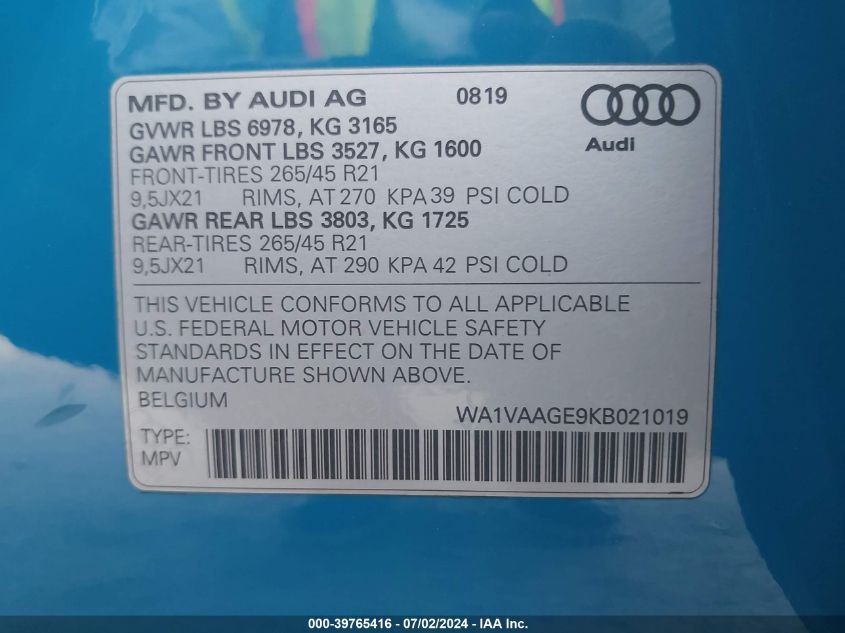 MFD. BY AUDI AG 0819
GVWR LBS 6978, KG 3165
GAWR FRONT LBS 3527, KG 1600
Audi
FRONT-TIRES 265/45 R21
9,5JX21 RIMS, AT 270 KPA 39 PSI COLD
GAWR REAR LBS 3803, KG 1725
REAR-TIRES 265/45 R21
9,5JX21 RIMS, AT 290 KPA 42 PSI COLD
THIS VEHICLE CONFORMS TO ALL APPLICABLE
U.S. FEDERAL MOTOR VEHICLE SAFETY
STANDARDS IN EFFECT ON THE DATE OF
MANUFACTURE SHOWN ABOVE.
BELGIUM WA1VAAGE9KB021019
TYPE:
MPV
000-39765416 - 07/02/2024 - IAA Inc.